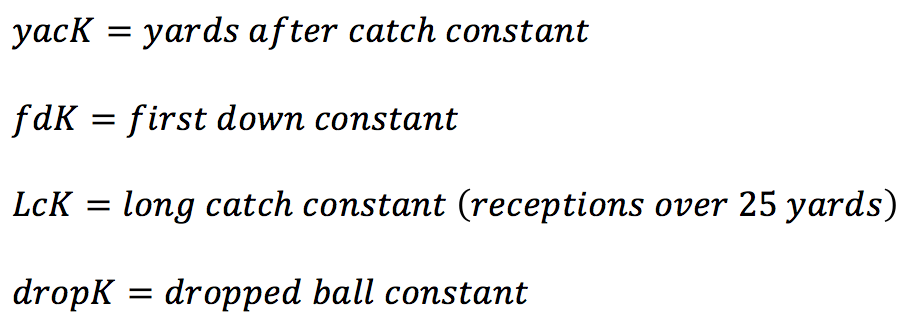 yacK = yards after catch constant
fdK = first down constant
LcK = long catch constant (receptions over 25 yards)
dropK = dropped ball constant